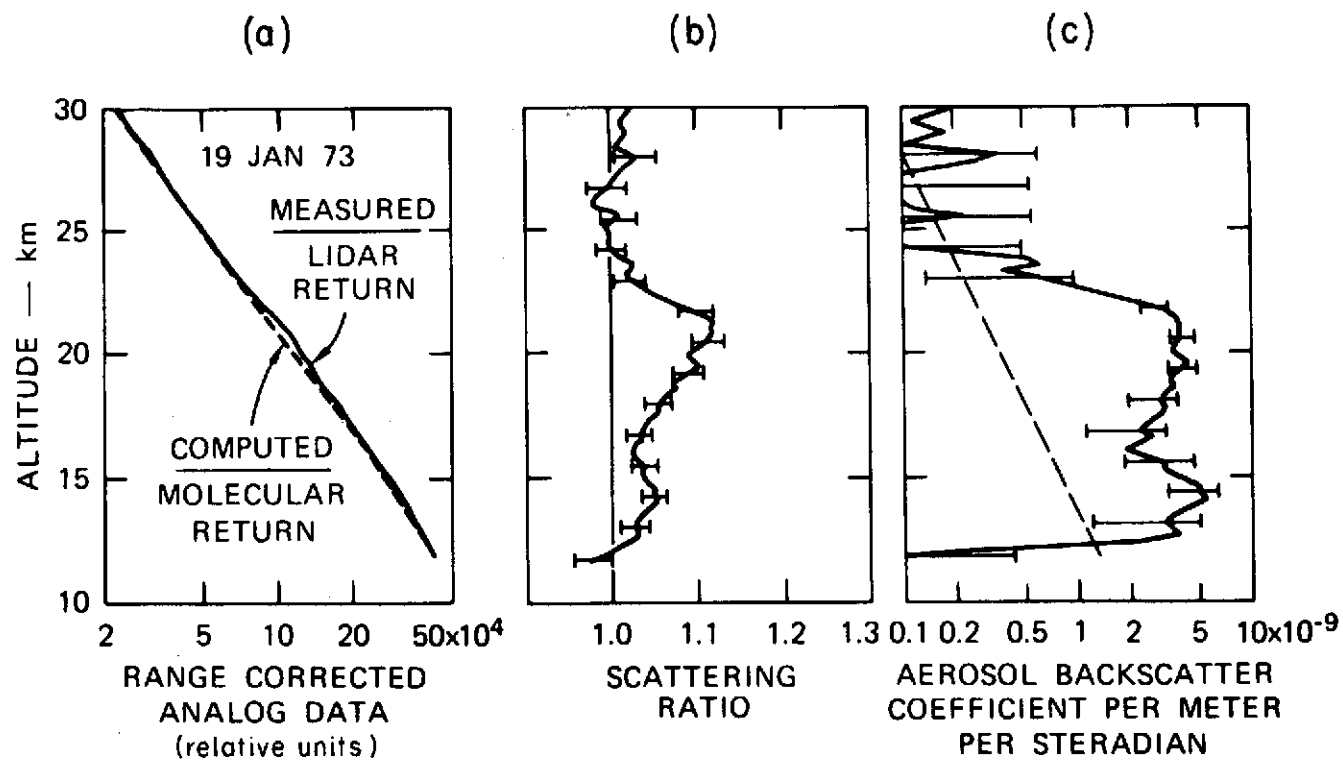 (a)
(b)
(c)
30
25
20
15
10
ALTITUDE — km
19 JAN 73
MEASURED
LIDAR
RETURN
COMPUTED
MOLECULAR
RETURN
2 5 10 20 50x10⁴
RANGE CORRECTED
ANALOG DATA
(relative units)
1.0 1.1 1.2 1.3
SCATTERING
RATIO
0.1 0.2 0.5 1 2 5 10x10⁻⁹
AEROSOL BACKSCATTER
COEFFICIENT PER METER
PER STERADIAN